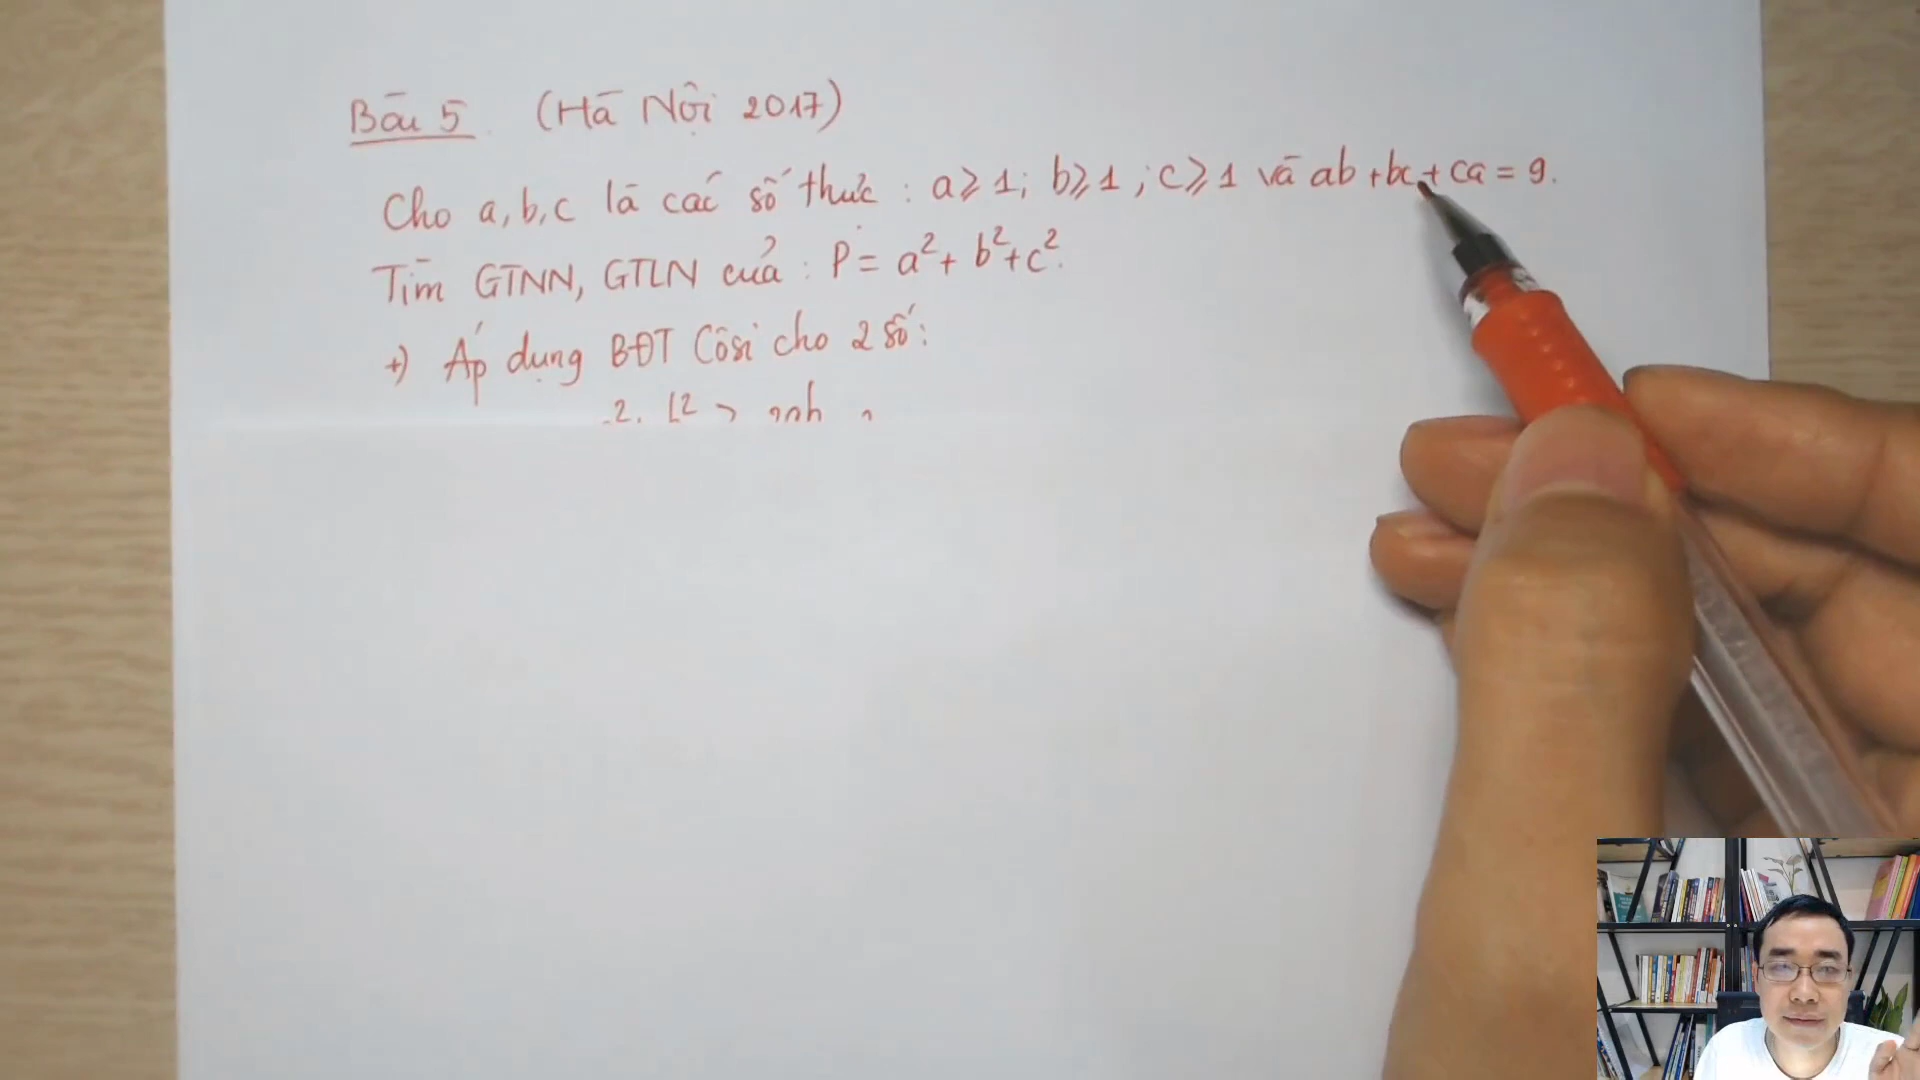 Bài 5 (Hà Nội 2017)
Cho a, b, c là các số thực : a ⩾ 1; b ⩾ 1 ; c ⩾ 1 và ab + bc + ca = 9.
Tìm GTNN, GTLN của : P = a² + b² + c².
+) Áp dụng BĐT Côsi cho 2 số :